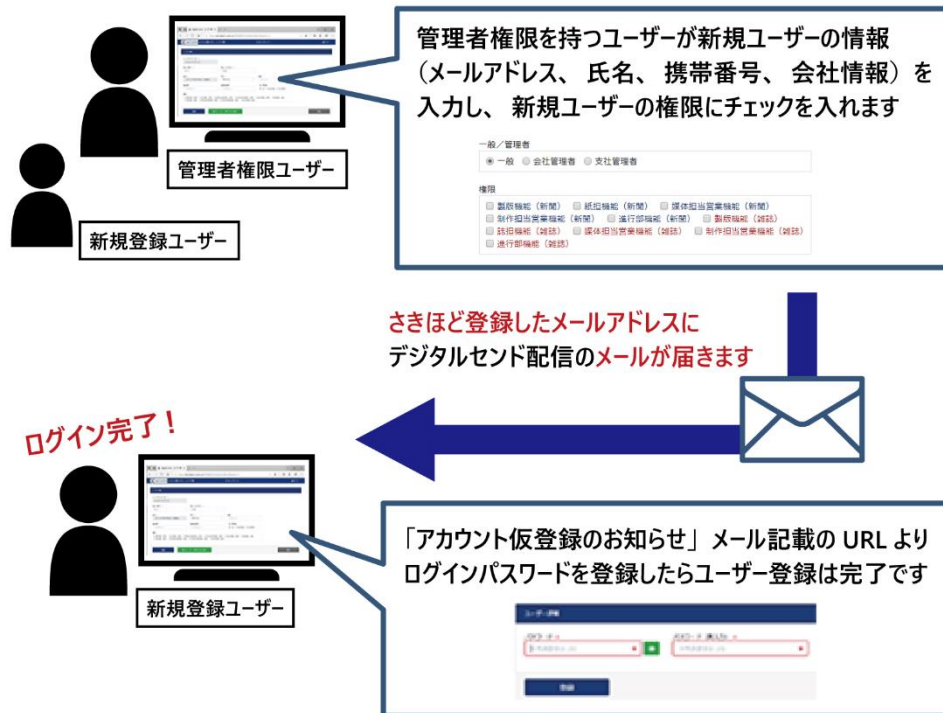 管理者権限を持つユーザーが新規ユーザーの情報
（メールアドレス、氏名、携帯番号、会社情報）を
入力し、新規ユーザーの権限にチェックを入れます
一般／管理者
一般 会社管理者 支社管理者
権限
製版機能（新聞） 紙担機能（新聞） 媒体担当営業機能（新聞）
制作担当営業機能（新聞） 進行部機能（新聞） 製版機能（雑誌）
誌担機能（雑誌） 媒体担当営業機能（雑誌） 制作担当営業機能（雑誌）
進行部機能（雑誌）
管理者権限ユーザー
新規登録ユーザー
さきほど登録したメールアドレスに
デジタルセンド配信のメールが届きます
ログイン完了！
新規登録ユーザー
「アカウント仮登録のお知らせ」メール記載の URL より
ログインパスワードを登録したらユーザー登録は完了です
登録